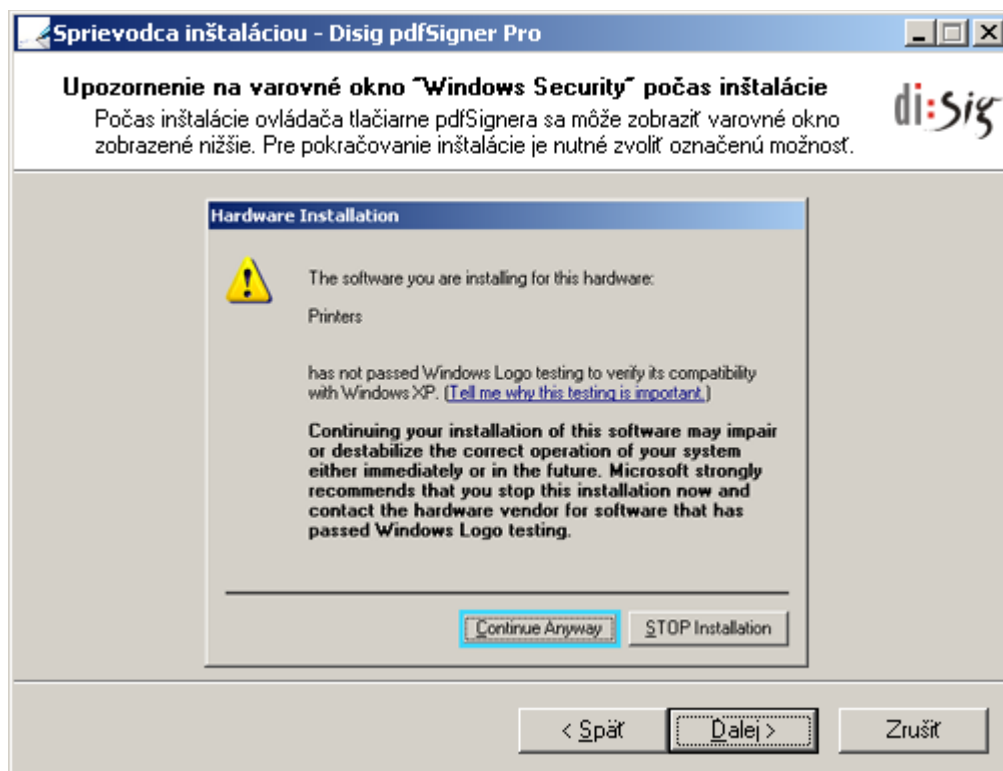 Sprievodca inštaláciou - Disig pdfSigner Pro
Upozornenie na varovné okno "Windows Security" počas inštalácie
Počas inštalácie ovládača tlačiarne pdfSignera sa môže zobraziť varovné okno
zobrazené nižšie. Pre pokračovanie inštalácie je nutné zvoliť označenú možnosť.
di:sig
Hardware Installation
The software you are installing for this hardware:
Printers
has not passed Windows Logo testing to verify its compatibility
with Windows XP. (Tell me why this testing is important.)
Continuing your installation of this software may impair
or destabilize the correct operation of your system
either immediately or in the future. Microsoft strongly
recommends that you stop this installation now and
contact the hardware vendor for software that has
passed Windows Logo testing.
Continue Anyway STOP Installation
< Späť Ďalej > Zrušiť